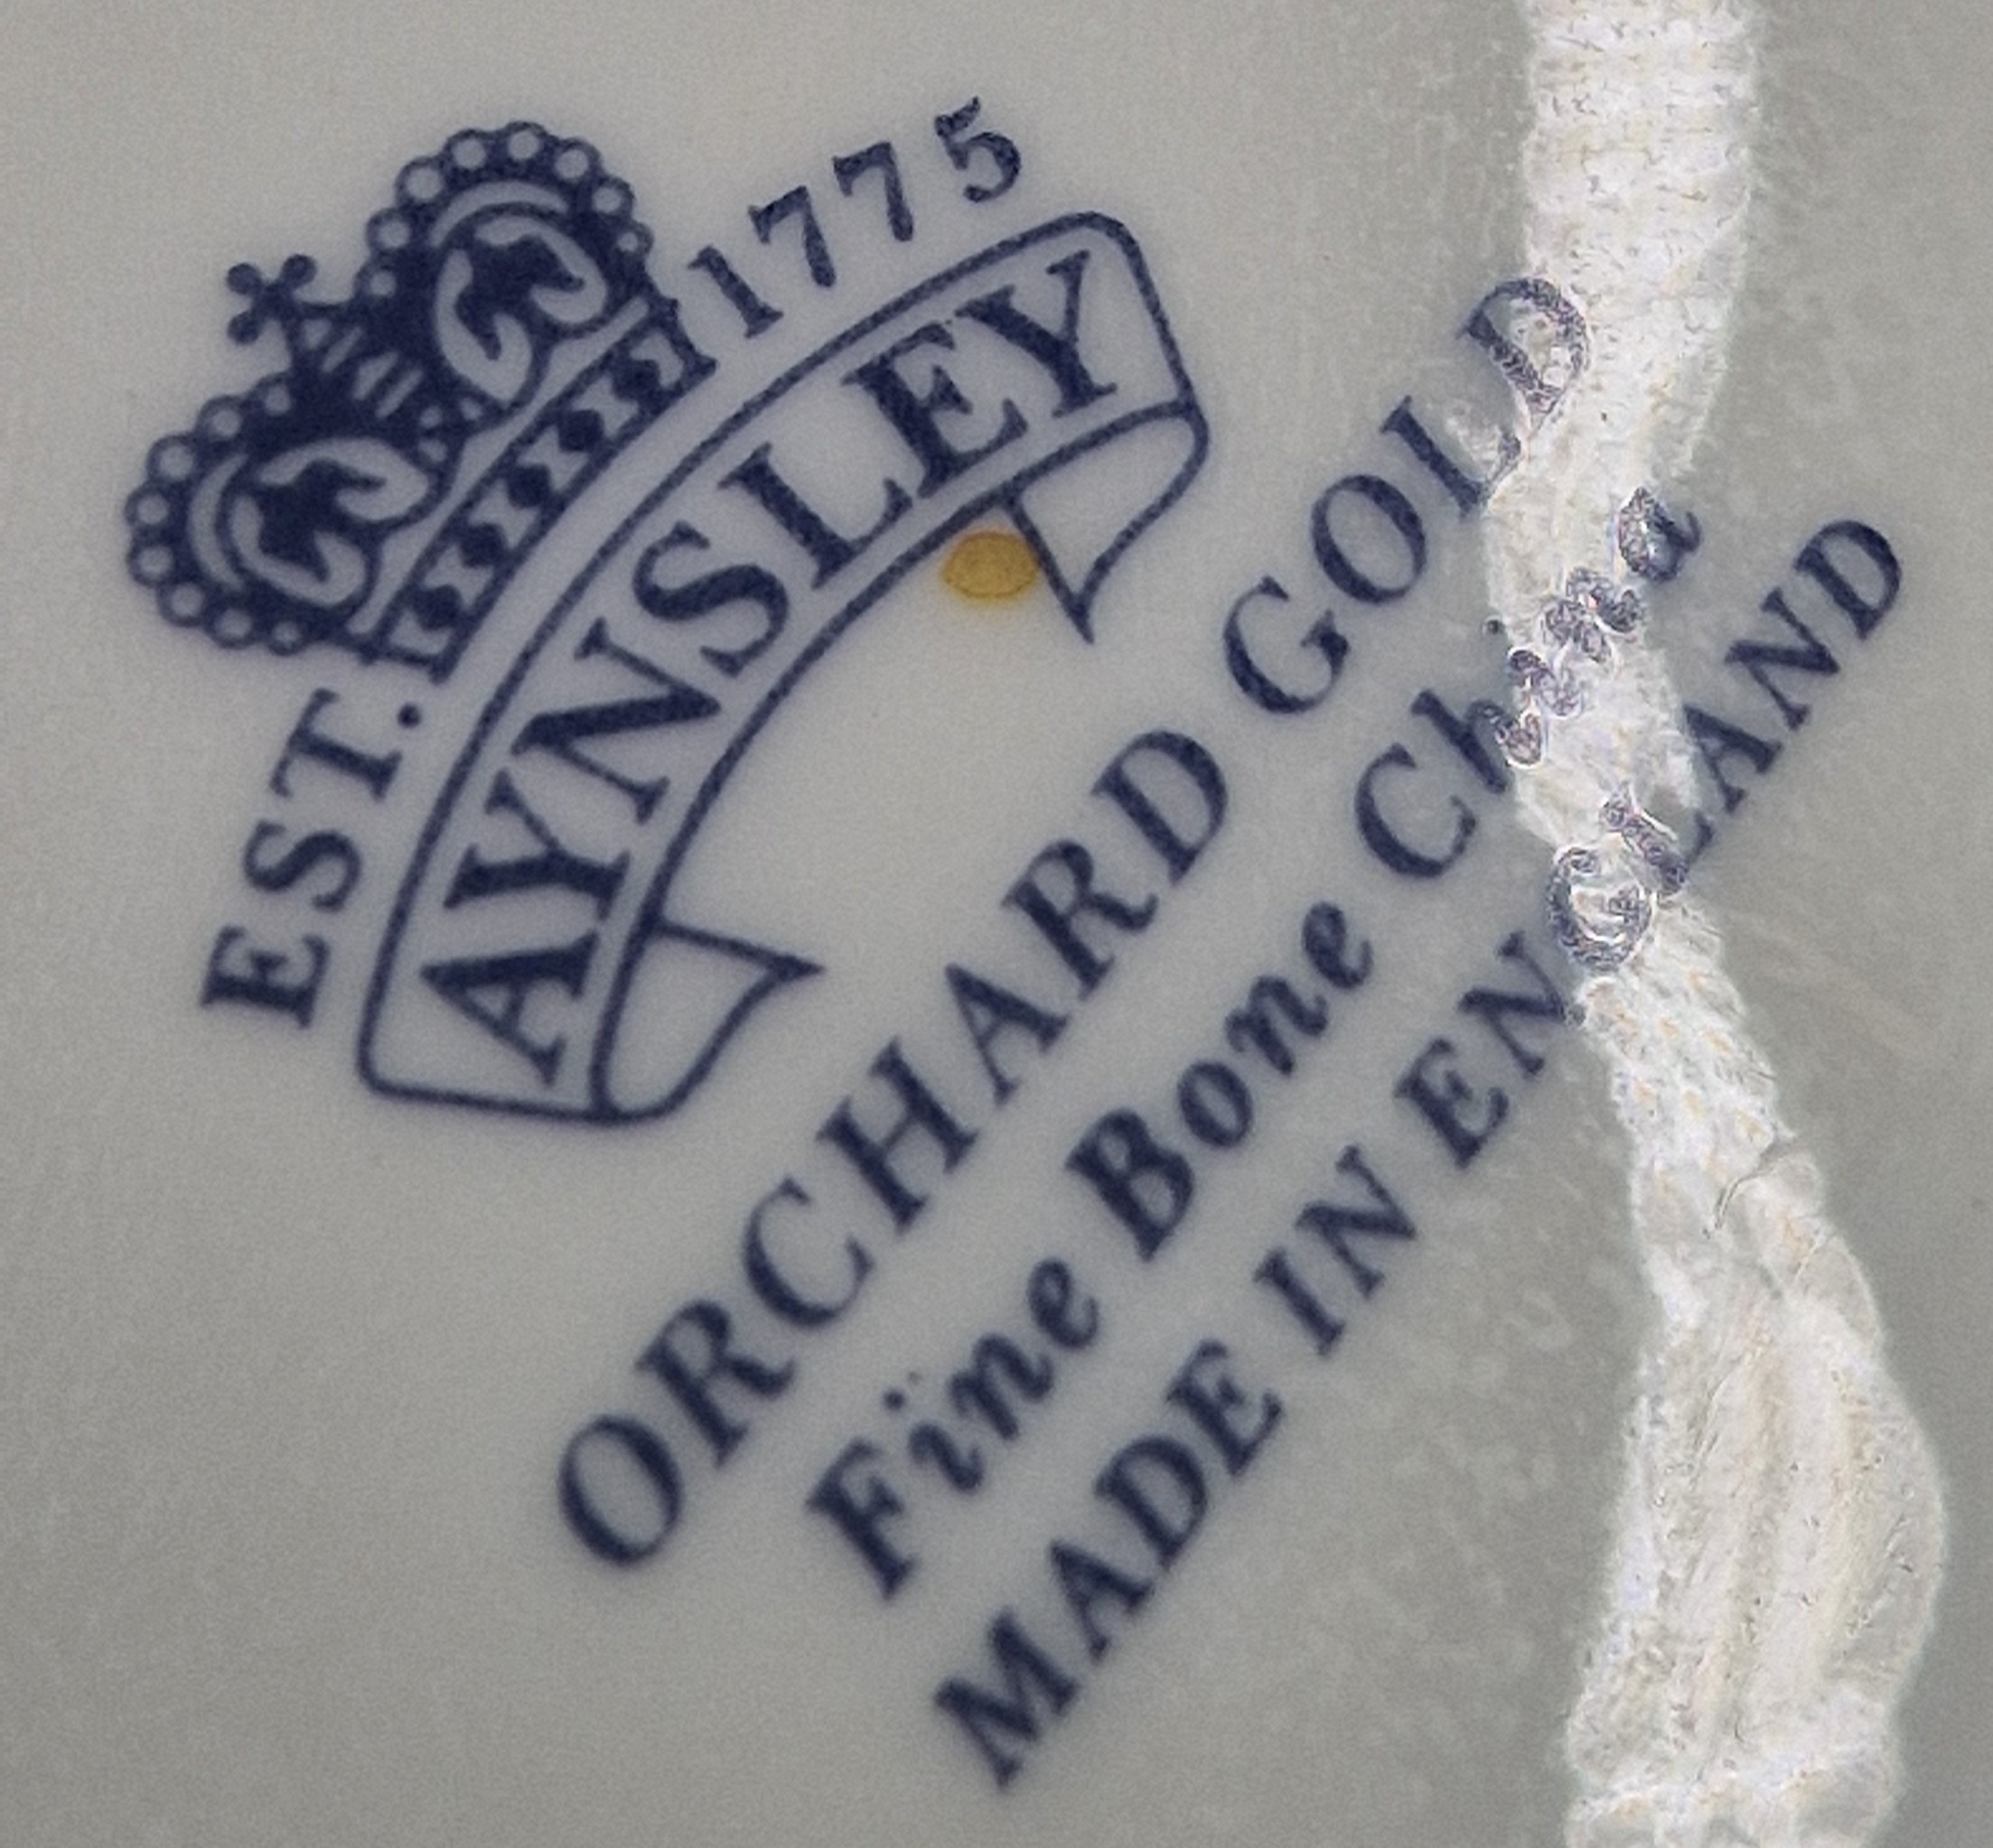 EST. 1775
AYNSLEY
ORCHARD GOLD
Fine Bone China
MADE IN ENGLAND